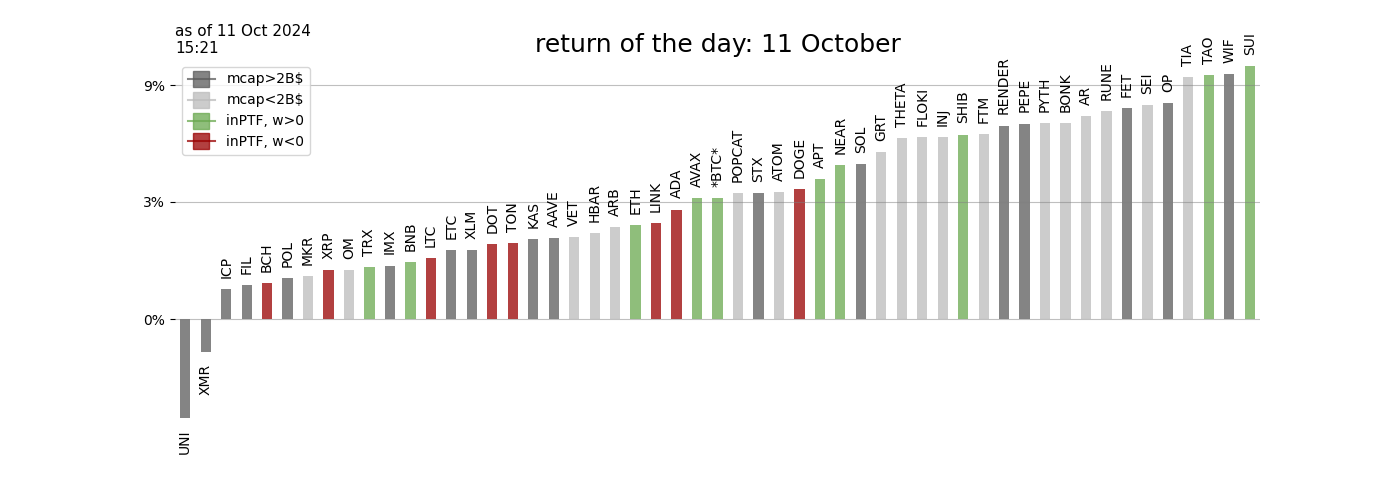 as of 11 Oct 2024
15:21
return of the day: 11 October
mcap>2B$
mcap<2B$
inPTF, w>0
inPTF, w<0
9%
3%
0%
UNI
XMR
ICP
FIL
BCH
POL
MKR
XRP
OM
TRX
IMX
BNB
LTC
ETC
XLM
DOT
TON
KAS
AAVE
VET
HBAR
ARB
ETH
LINK
ADA
AVAX
*BTC*
POPCAT
STX
ATOM
DOGE
APT
NEAR
SOL
GRT
THETA
FLOKI
INJ
SHIB
FTM
RENDER
PEPE
PYTH
BONK
AR
RUNE
FET
SEI
OP
TIA
TAO
WIF
SUI